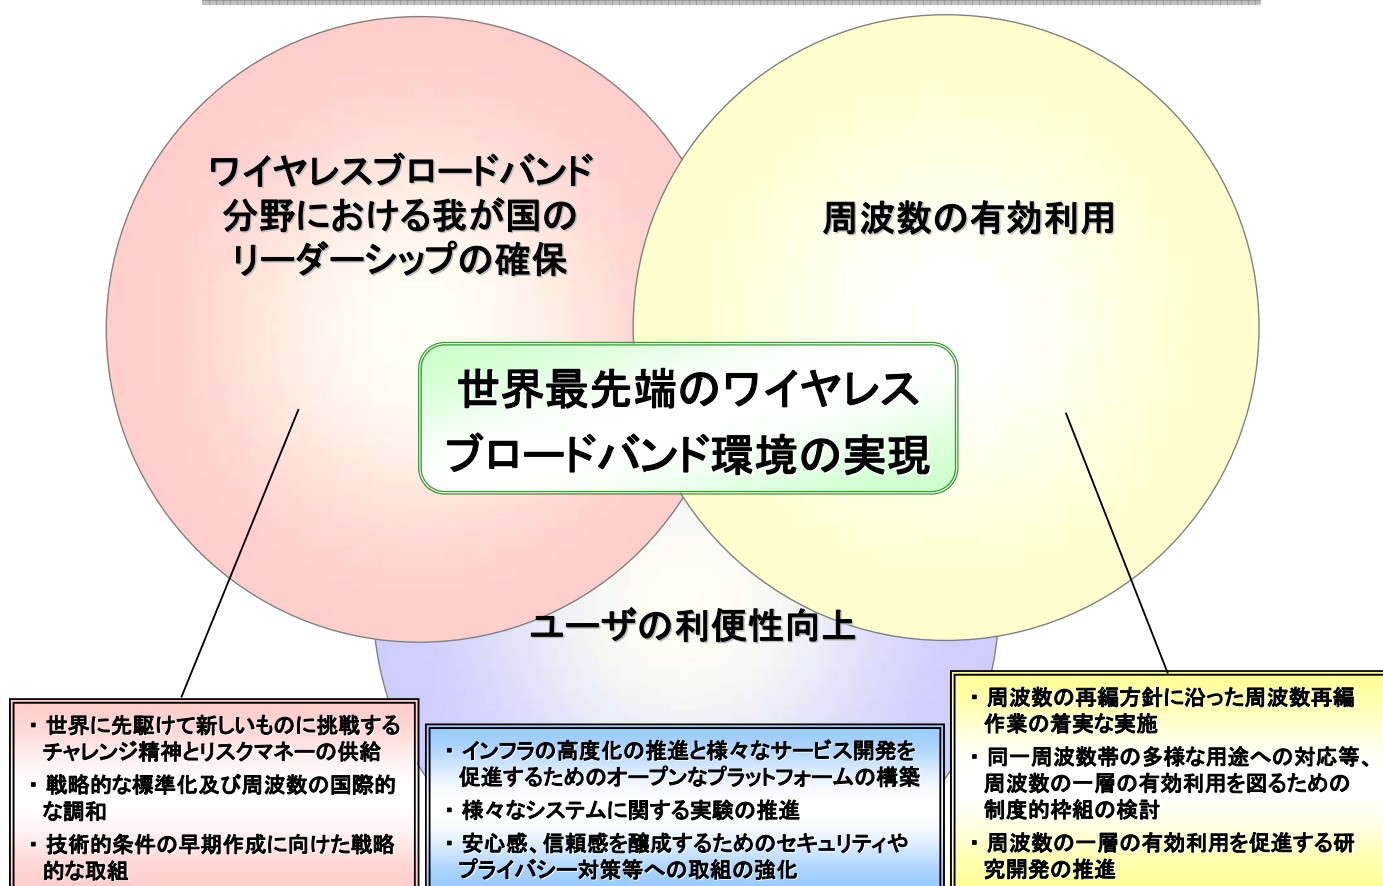 ワイヤレスブロードバンド
分野における我が国の
リーダーシップの確保
周波数の有効利用
世界最先端のワイヤレス
ブロードバンド環境の実現
ユーザの利便性向上
・世界に先駆けて新しいものに挑戦する
チャレンジ精神とリスクマネーの供給
・戦略的な標準化及び周波数の国際的
な調和
・技術的条件の早期作成に向けた戦略
的な取組
・インフラの高度化の推進と様々なサービス開発を
促進するためのオープンなプラットフォームの構築
・様々なシステムに関する実験の推進
・安心感、信頼感を醸成するためのセキュリティや
プライバシー対策等への取組の強化
・周波数の再編方針に沿った周波数再編
作業の着実な実施
・同一周波数帯の多様な用途への対応等、
周波数の一層の有効利用を図るための
制度的枠組の検討
・周波数の一層の有効利用を促進する研
究開発の推進